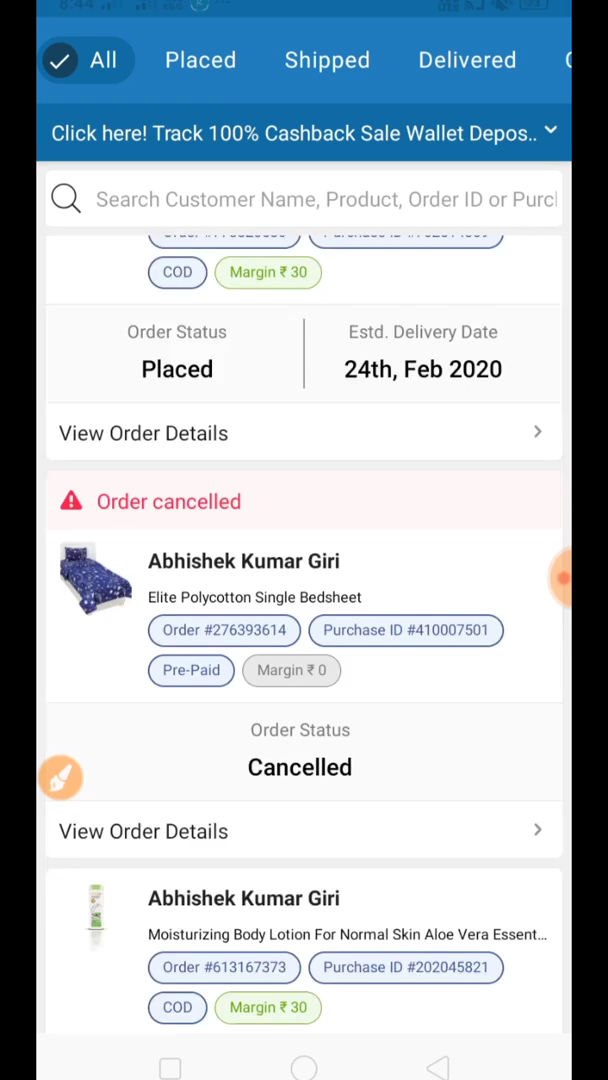 8:44
All
Placed
Shipped
Delivered
Click here! Track 100% Cashback Sale Wallet Depos..
Search Customer Name, Product, Order ID or Purcl
COD
Margin ₹ 30
Order Status
Estd. Delivery Date
Placed
24th, Feb 2020
View Order Details
Order cancelled
Abhishek Kumar Giri
Elite Polycotton Single Bedsheet
Order #276393614
Purchase ID #410007501
Pre-Paid
Margin ₹ 0
Order Status
Cancelled
View Order Details
Abhishek Kumar Giri
Moisturizing Body Lotion For Normal Skin Aloe Vera Essent...
Order #613167373
Purchase ID #202045821
COD
Margin ₹ 30